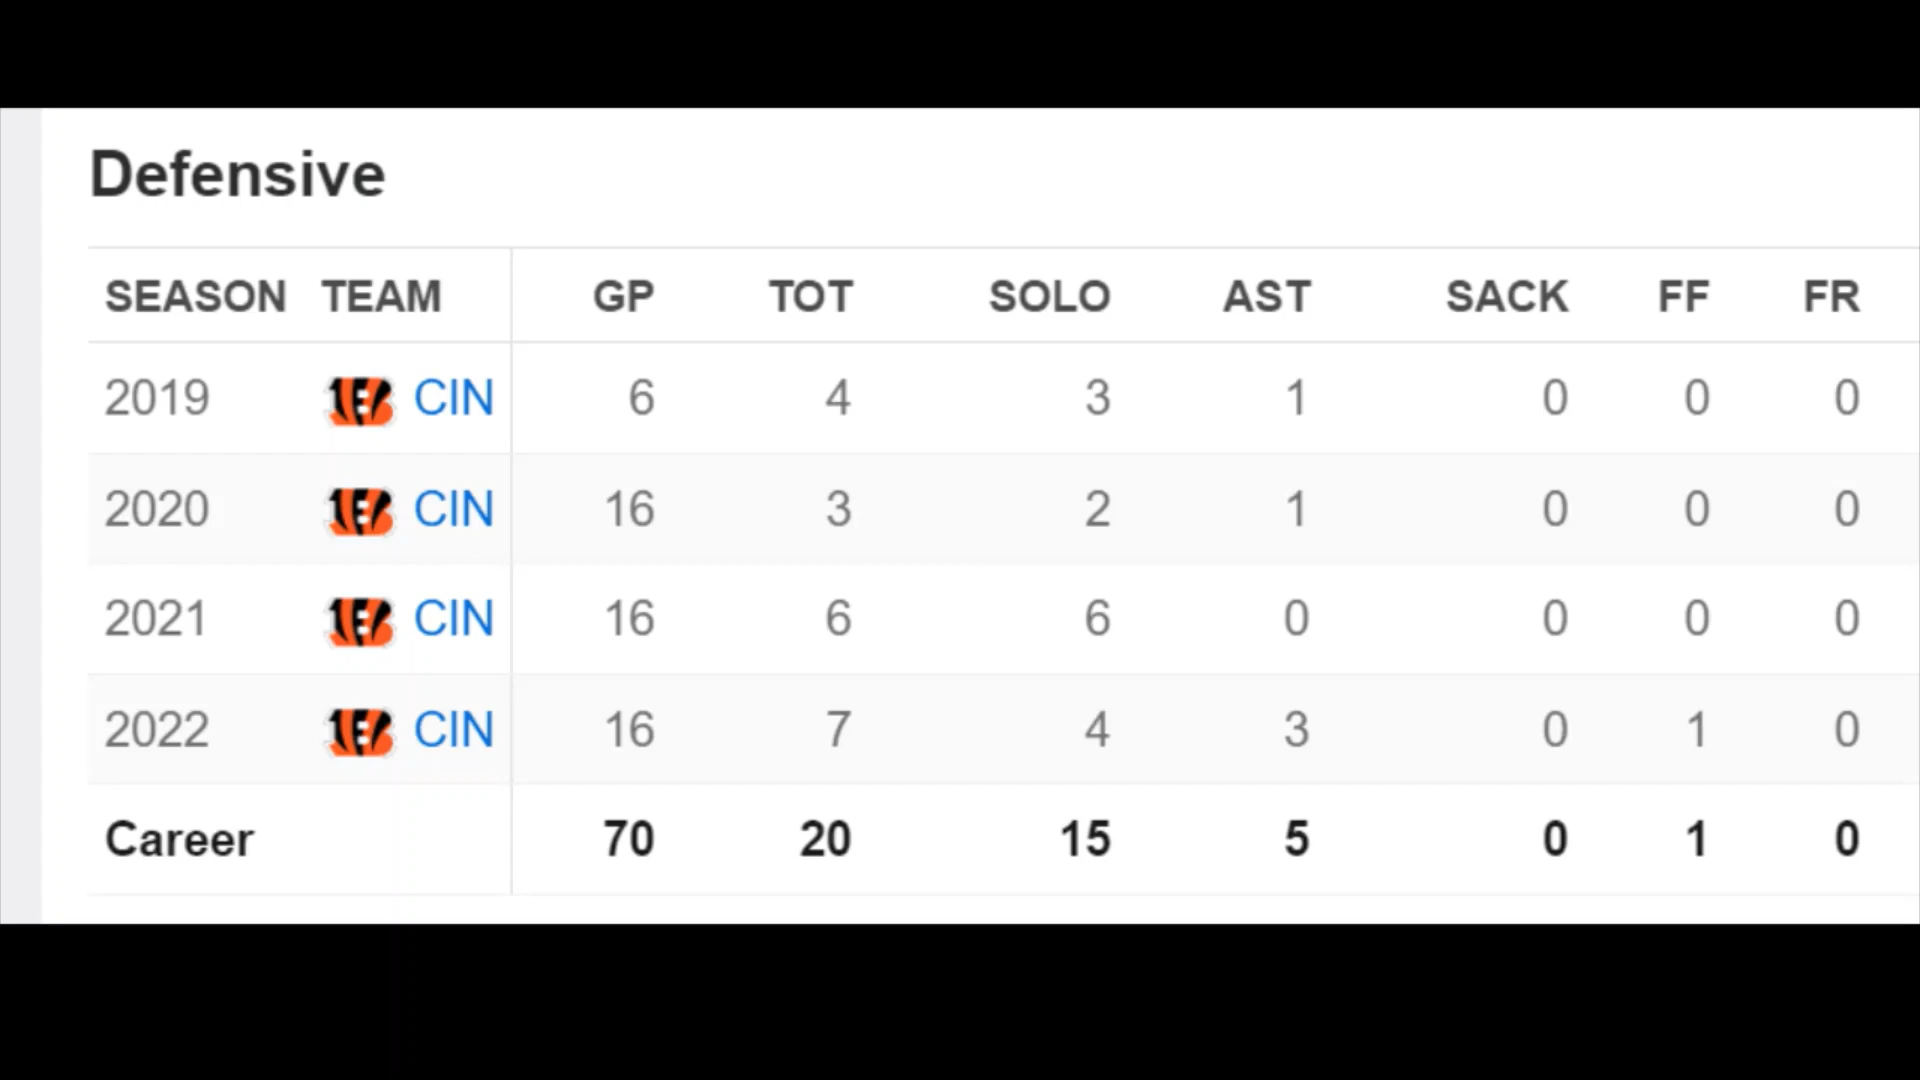 Defensive
SEASON TEAM GP TOT SOLO AST SACK FF FR
2019 CIN 6 4 3 1 0 0 0
2020 CIN 16 3 2 1 0 0 0
2021 CIN 16 6 6 0 0 0 0
2022 CIN 16 7 4 3 0 1 0
Career 70 20 15 5 0 1 0